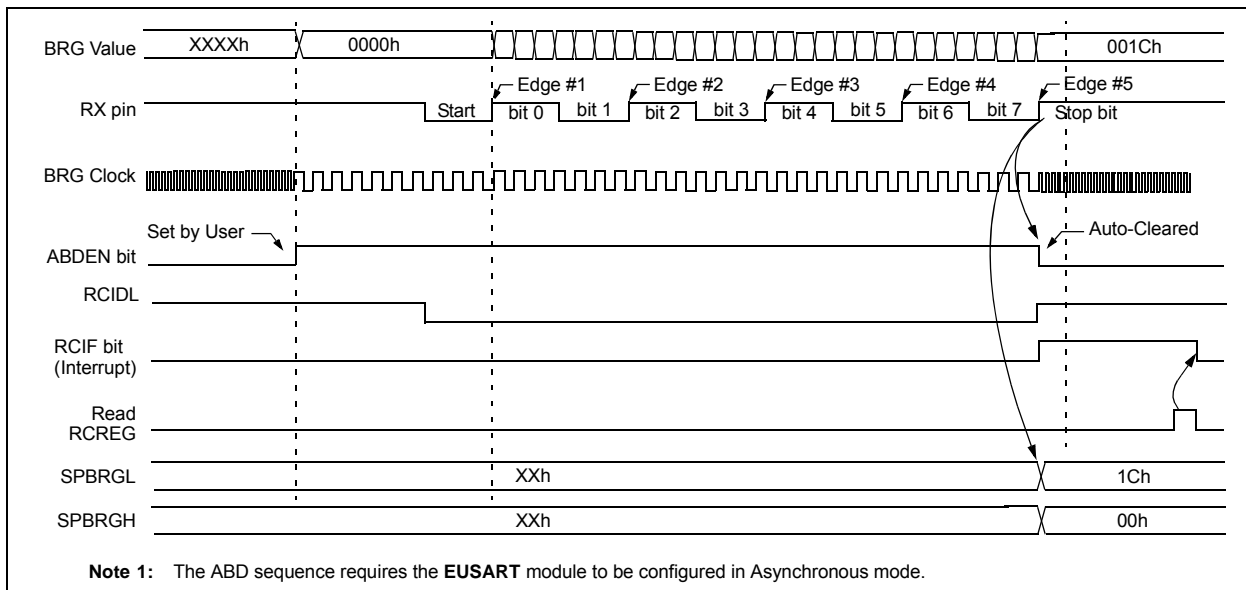 BRG Value XXXXh 0000h 001Ch
Edge #1 Edge #2 Edge #3 Edge #4 Edge #5
RX pin Start bit 0 bit 1 bit 2 bit 3 bit 4 bit 5 bit 6 bit 7 Stop bit
BRG Clock
Set by User Auto-Cleared
ABDEN bit
RCIDL
RCIF bit
(Interrupt)
Read
RCREG
SPBRGL XXh 1Ch
SPBRGH XXh 00h
Note 1: The ABD sequence requires the EUSART module to be configured in Asynchronous mode.